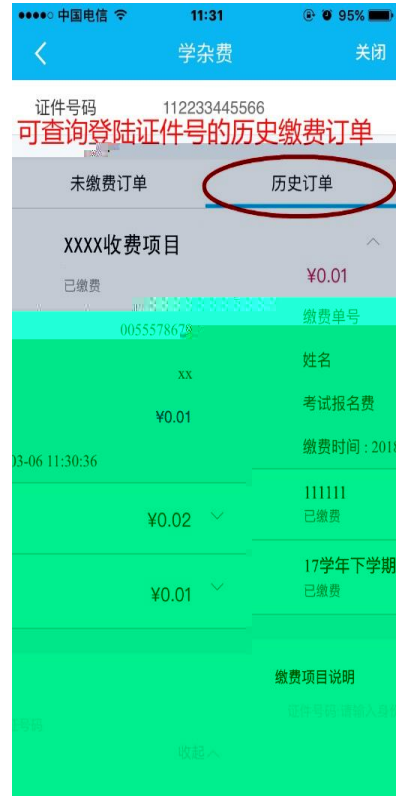 中国电信 11:31 95%
学杂费 关闭
证件号码 112233445566
可查询登陆证件号的历史缴费订单
未缴费订单 历史订单
XXXX收费项目
已缴费 ¥0.01
缴费单号
0055578678
姓名
xx
考试报名费
¥0.01
缴费时间 : 2018
03-06 11:30:36
111111
已缴费
¥0.02
17学年下学期
已缴费
¥0.01
缴费项目说明
收起